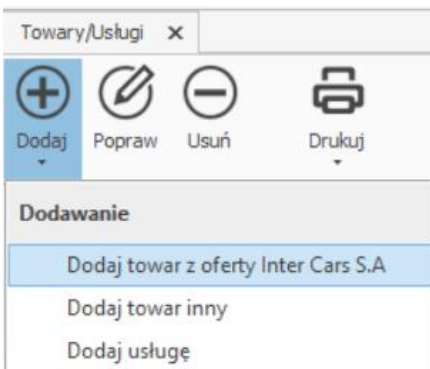 Towary/Usługi
Dodaj Popraw Usuń Drukuj
Dodawanie
Dodaj towar z oferty Inter Cars S.A
Dodaj towar inny
Dodaj usługę